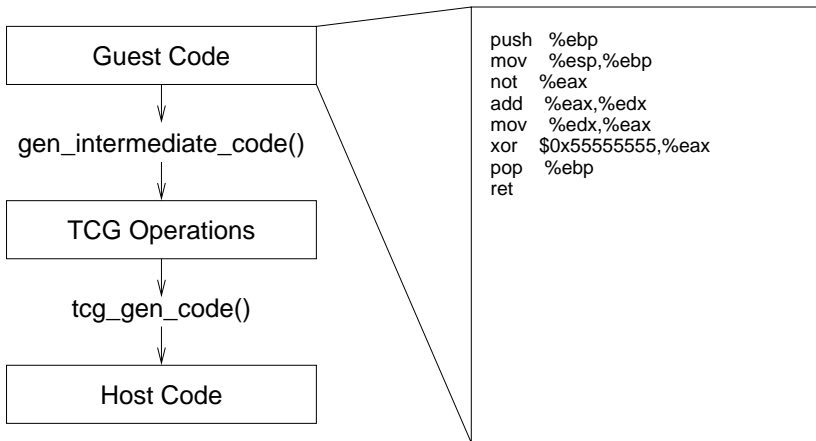 Guest Code
gen_intermediate_code()
TCG Operations
tcg_gen_code()
Host Code
push %ebp
mov %esp,%ebp
not %eax
add %eax,%edx
mov %edx,%eax
xor $0x55555555,%eax
pop %ebp
ret